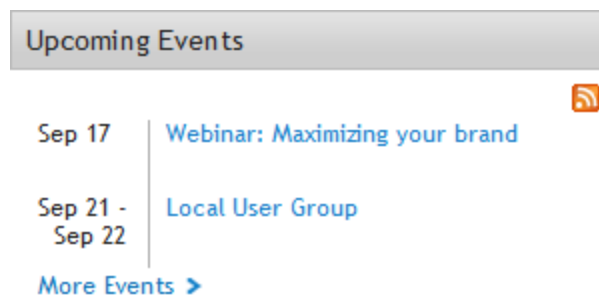 Upcoming Events
Sep 17 Webinar: Maximizing your brand
Sep 21 - Local User Group
Sep 22
More Events >